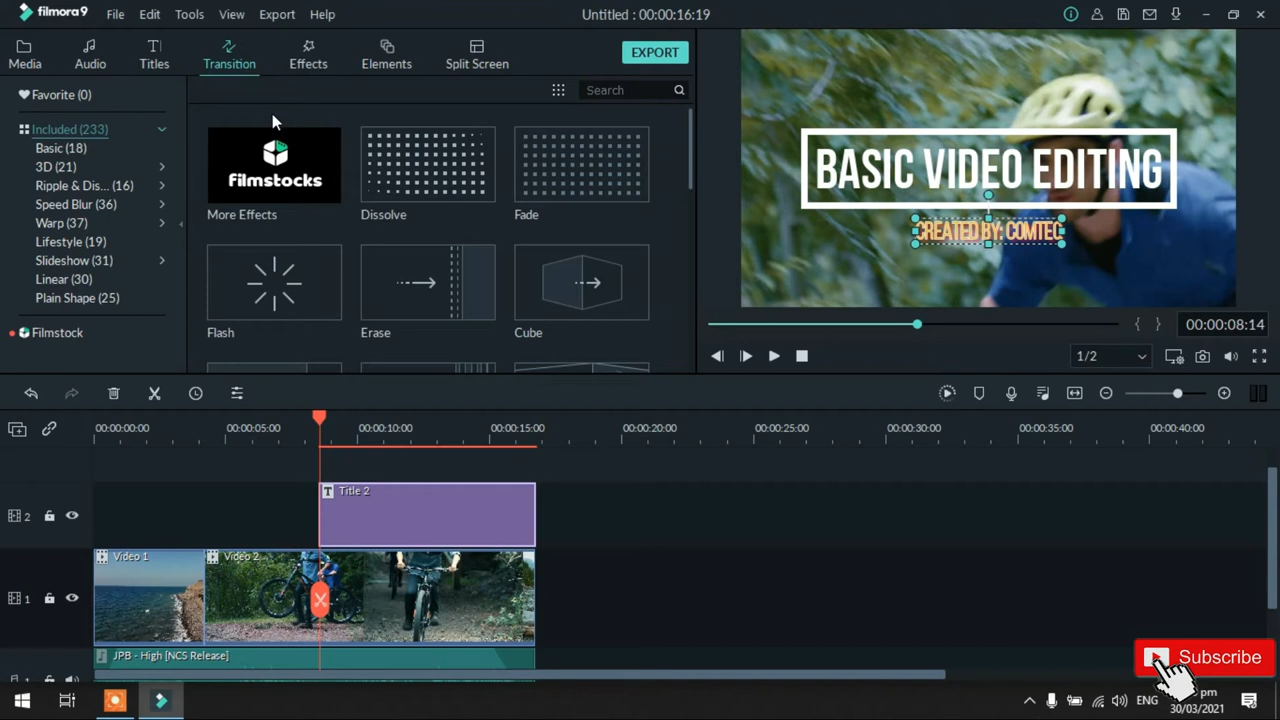 filmora9
File Edit Tools View Export Help
Untitled : 00:00:16:19
Media Audio Titles Transition Effects Elements Split Screen
EXPORT
Favorite (0)
Search
Included (233)
Basic (18)
3D (21)
Ripple & Dis... (16)
Speed Blur (36)
Warp (37)
Lifestyle (19)
Slideshow (31)
Linear (30)
Plain Shape (25)
Filmstock
filmstocks
More Effects Dissolve Fade
Flash Erase Cube
BASIC VIDEO EDITING
CREATED BY: COMTEC
00:00:08:14
1/2
00:00:00:00 00:00:05:00 00:00:10:00 00:00:15:00 00:00:20:00 00:00:25:00 00:00:30:00 00:00:35:00 00:00:40:00
T Title 2
2
Video 1 Video 2
1
JPB - High [NCS Release]
1
Subscribe
ENG
pm
30/03/2021